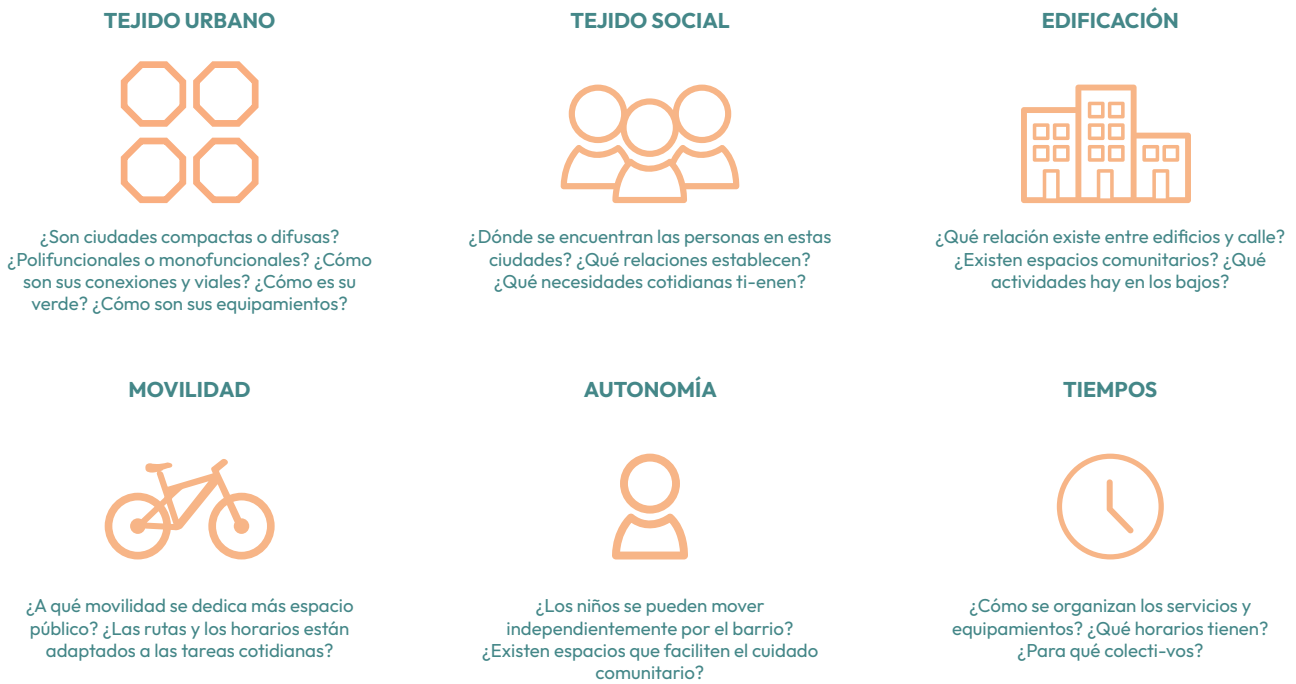 TEJIDO URBANO
¿Son ciudades compactas o difusas?
¿Polifuncionales o monofuncionales? ¿Cómo
son sus conexiones y viales? ¿Cómo es su
verde? ¿Cómo son sus equipamientos?
TEJIDO SOCIAL
¿Dónde se encuentran las personas en estas
ciudades? ¿Qué relaciones establecen?
¿Qué necesidades cotidianas ti-enen?
EDIFICACIÓN
¿Qué relación existe entre edificios y calle?
¿Existen espacios comunitarios? ¿Qué
actividades hay en los bajos?
MOVILIDAD
¿A qué movilidad se dedica más espacio
público? ¿Las rutas y los horarios están
adaptados a las tareas cotidianas?
AUTONOMÍA
¿Los niños se pueden mover
independientemente por el barrio?
¿Existen espacios que faciliten el cuidado
comunitario?
TIEMPOS
¿Cómo se organizan los servicios y
equipamientos? ¿Qué horarios tienen?
¿Para qué colecti-vos?